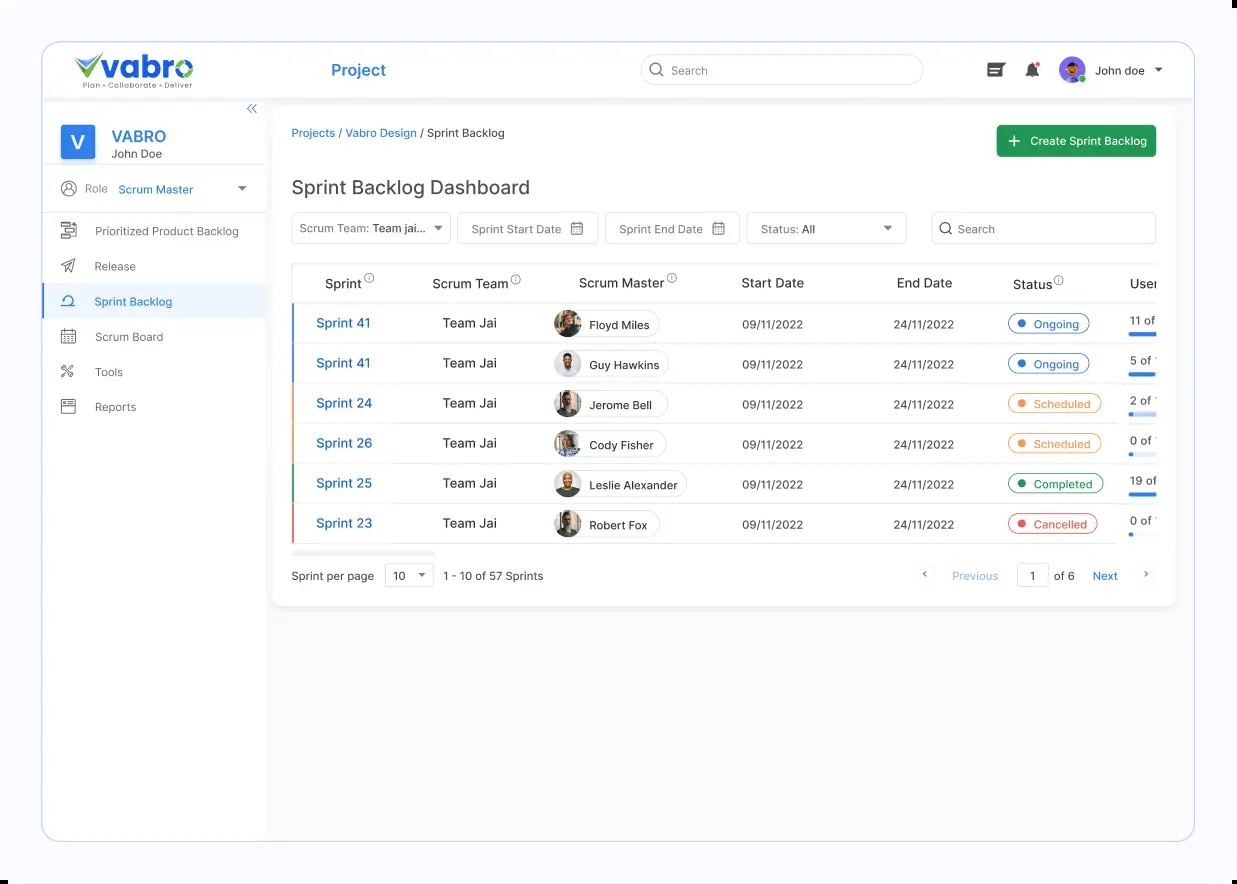 vabro
Plan • Collaborate • Deliver
Project
Search
John doe
V
VABRO
John Doe
Role Scrum Master
Prioritized Product Backlog
Release
Sprint Backlog
Scrum Board
Tools
Reports
Projects / Vabro Design / Sprint Backlog
+ Create Sprint Backlog
Sprint Backlog Dashboard
Scrum Team: Team jai... Sprint Start Date Sprint End Date Status: All Search
Sprint Scrum Team Scrum Master Start Date End Date Status User
Sprint 41 Team Jai Floyd Miles 09/11/2022 24/11/2022 Ongoing 11 of
Sprint 41 Team Jai Guy Hawkins 09/11/2022 24/11/2022 Ongoing 5 of
Sprint 24 Team Jai Jerome Bell 09/11/2022 24/11/2022 Scheduled 2 of
Sprint 26 Team Jai Cody Fisher 09/11/2022 24/11/2022 Scheduled 0 of
Sprint 25 Team Jai Leslie Alexander 09/11/2022 24/11/2022 Completed 19 of
Sprint 23 Team Jai Robert Fox 09/11/2022 24/11/2022 Cancelled 0 of
Sprint per page 10 1 - 10 of 57 Sprints Previous 1 of 6 Next